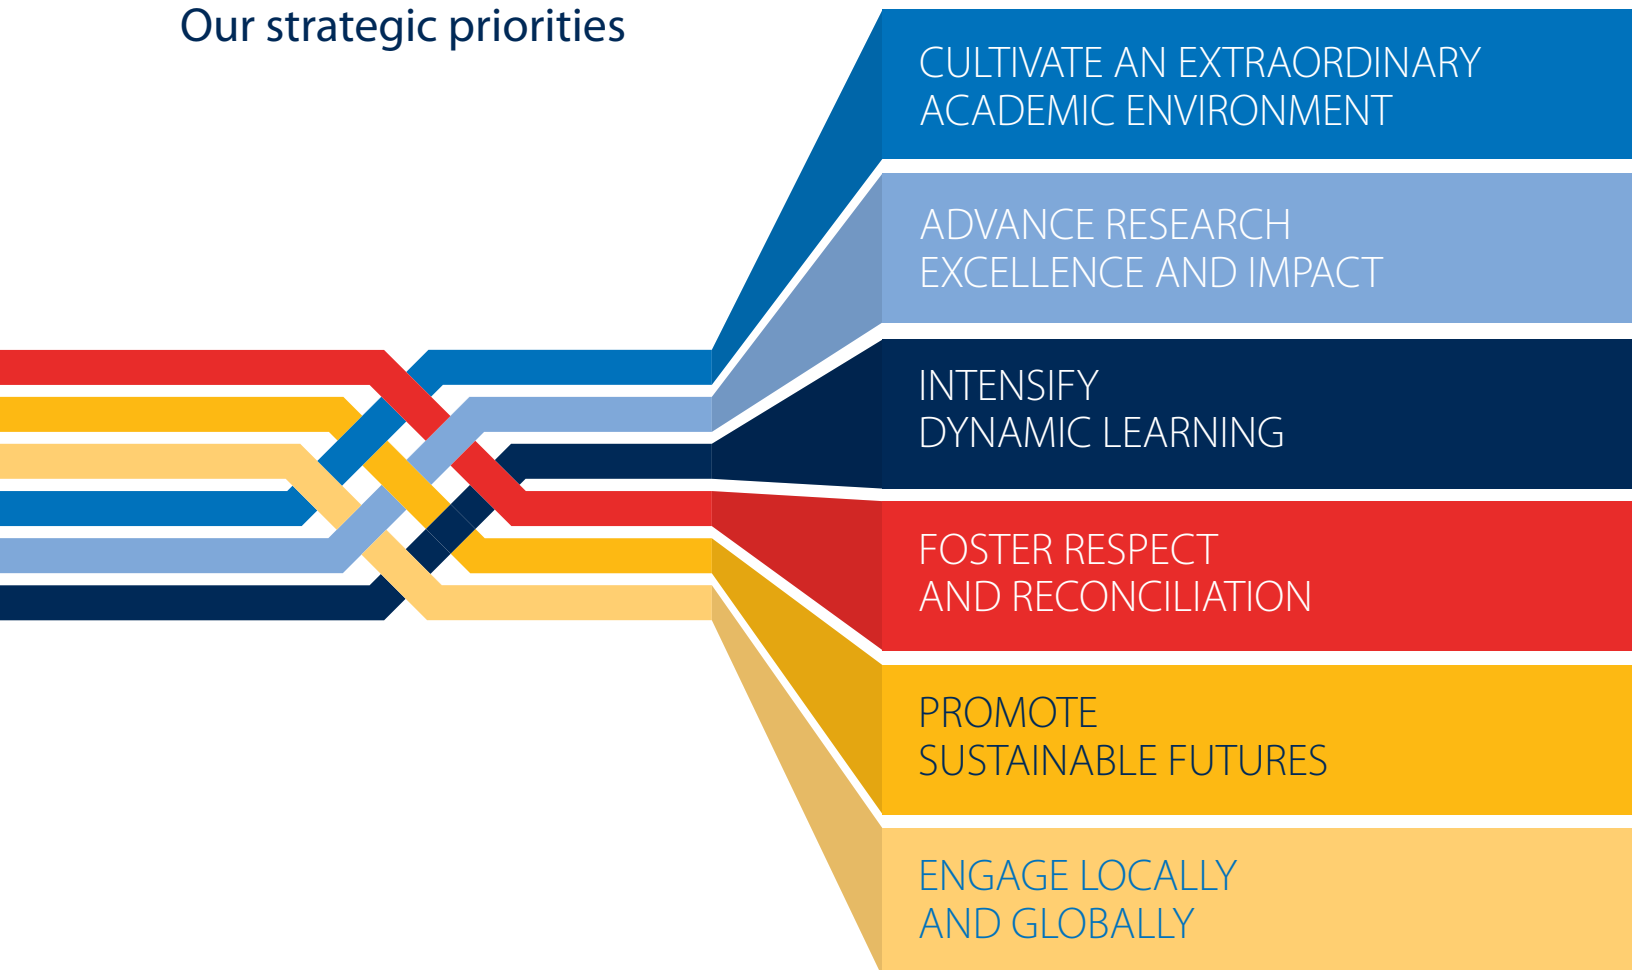 Our strategic priorities
CULTIVATE AN EXTRAORDINARY
ACADEMIC ENVIRONMENT
ADVANCE RESEARCH
EXCELLENCE AND IMPACT
INTENSIFY
DYNAMIC LEARNING
FOSTER RESPECT
AND RECONCILIATION
PROMOTE
SUSTAINABLE FUTURES
ENGAGE LOCALLY
AND GLOBALLY